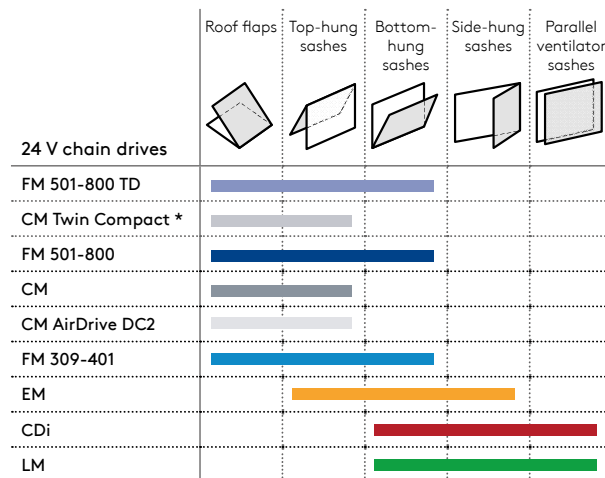 Roof flaps
Top-hung
sashes
Bottom-
hung
sashes
Side-hung
sashes
Parallel
ventilator
sashes
24 V chain drives
FM 501-800 TD
CM Twin Compact *
FM 501-800
CM
CM AirDrive DC2
FM 309-401
EM
CDi
LM